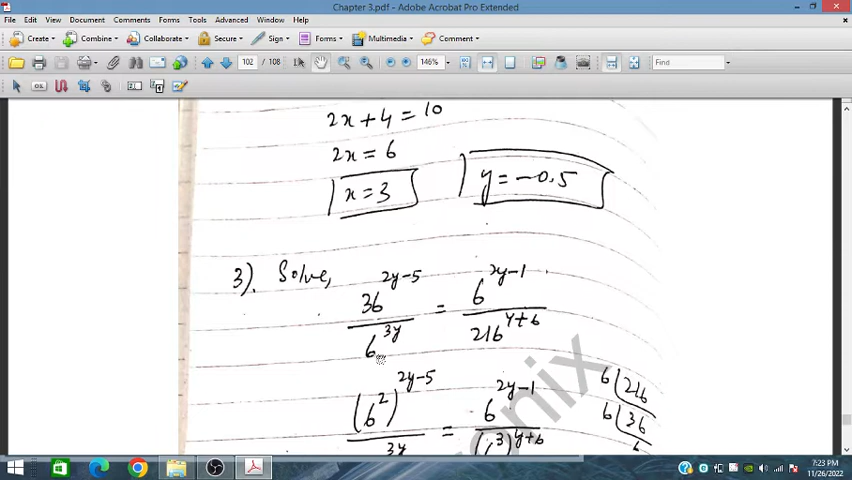 Chapter 3.pdf - Adobe Acrobat Pro Extended
File Edit View Document Comments Forms Tools Advanced Window Help
Create Combine Collaborate Secure Sign Forms Multimedia Comment
102 / 108 146% Find
2x + 4 = 10
2x = 6
x = 3 y = -0.5
3). Solve,
36^{2y-5} / 6^{3y} = 6^{2y-1} / 216^{y+6}
(6^2)^{2y-5} / 3y = 6^{2y-1} / (6^3)^{y+6}
6 216
6 36
6
onix
7:23 PM
11/26/2022